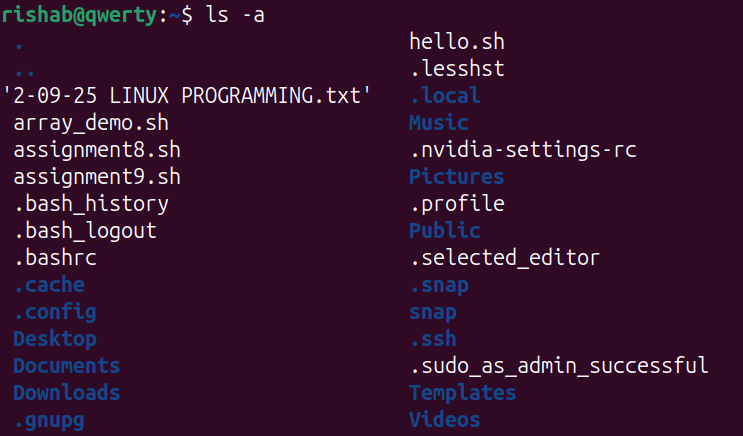 rishab@qwerty:~$ ls -a
. hello.sh
.. .lesshst
'2-09-25 LINUX PROGRAMMING.txt' .local
array_demo.sh Music
assignment8.sh .nvidia-settings-rc
assignment9.sh Pictures
.bash_history .profile
.bash_logout Public
.bashrc .selected_editor
.cache .snap
.config snap
Desktop .ssh
Documents .sudo_as_admin_successful
Downloads Templates
.gnupg Videos